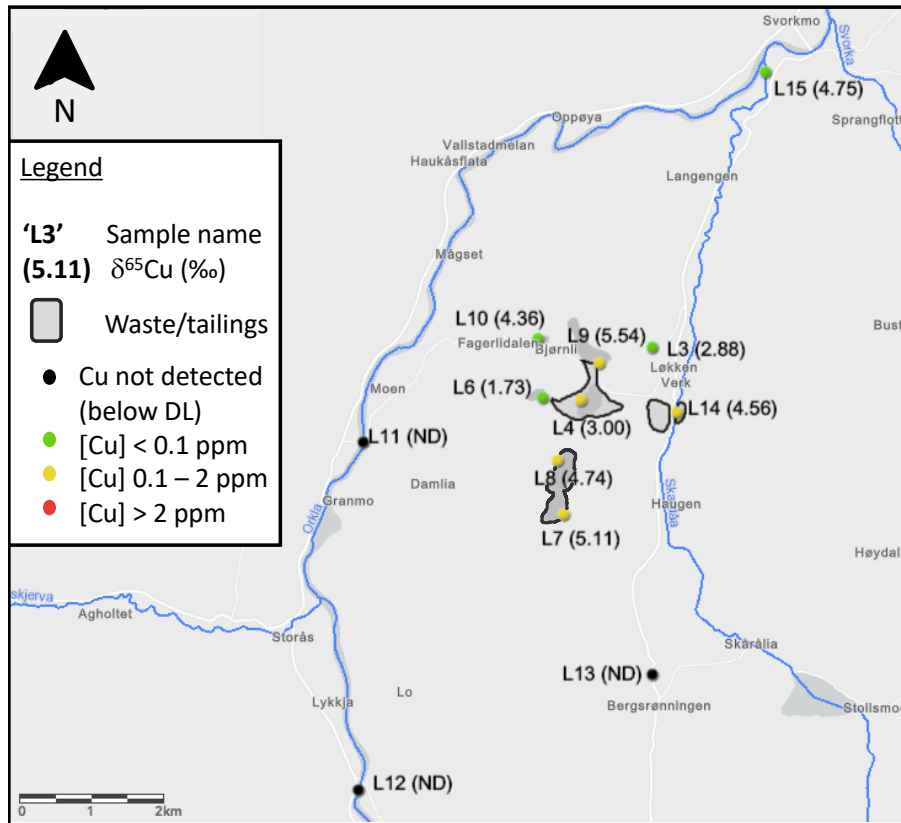 Svorkmo
Svorka
L15 (4.75)
N
Oppøya
Sprangflott
Vallstadmelan
Haukåsflata
Legend
Langengen
'L3' Sample name
(5.11) δ⁶⁵Cu (‰)
Mågset
Waste/tailings
L10 (4.36)
L9 (5.54)
Bust
Fagerlidalen
Bjørnli
L3 (2.88)
Løkken
Verk
Cu not detected
(below DL)
Moen
L6 (1.73)
L14 (4.56)
[Cu] < 0.1 ppm
L4 (3.00)
L11 (ND)
[Cu] 0.1 – 2 ppm
L8 (4.74)
Damlia
Granmo
Haugen
[Cu] > 2 ppm
Orkla
L7 (5.11)
Høydal
skjerva
Agholtet
Storås
Skårålia
L13 (ND)
Lo
Lykkja
Bergsrønningen
Stollsmo
L12 (ND)
0 1 2km